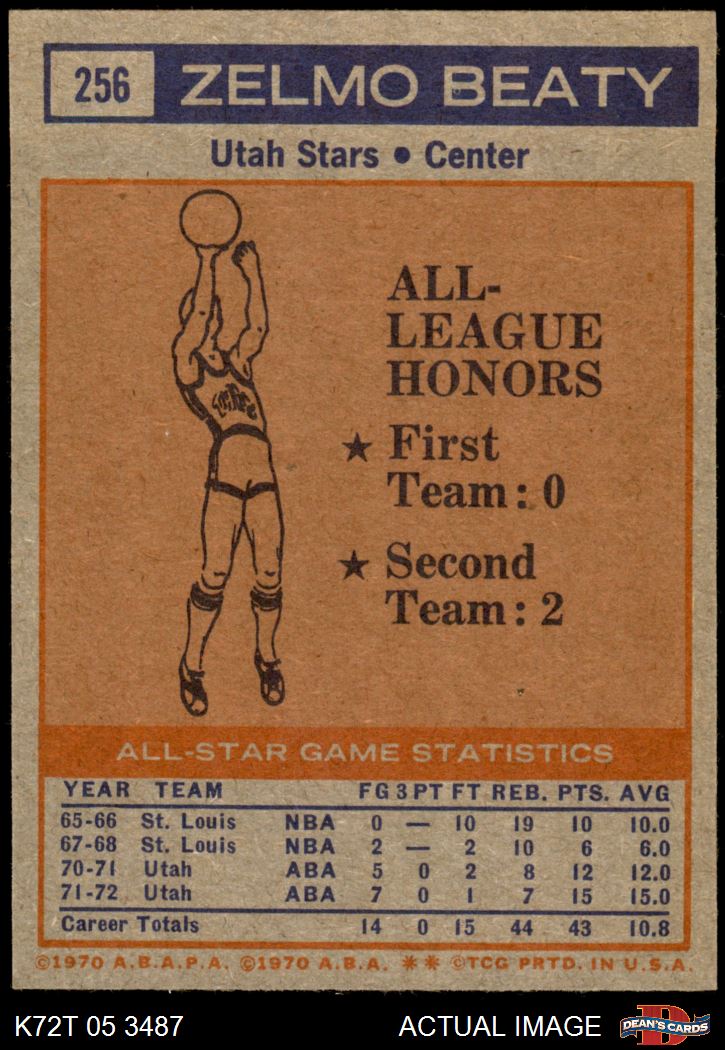 256 ZELMO BEATY
Utah Stars • Center
ALL-
LEAGUE
HONORS
★ First
Team: 0
★ Second
Team: 2
ALL-STAR GAME STATISTICS
YEAR TEAM FG 3 PT FT REB. PTS. AVG
65-66 St. Louis NBA 0 — 10 19 10 10.0
67-68 St. Louis NBA 2 — 2 10 6 6.0
70-71 Utah ABA 5 0 2 8 12 12.0
71-72 Utah ABA 7 0 1 7 15 15.0
Career Totals 14 0 15 44 43 10.8
©1970 A.B.A.P.A. ©1970 A.B.A. ** ©TCG PRTD. IN U.S.A.
K72T 05 3487 ACTUAL IMAGE
DEAN'S CARDS